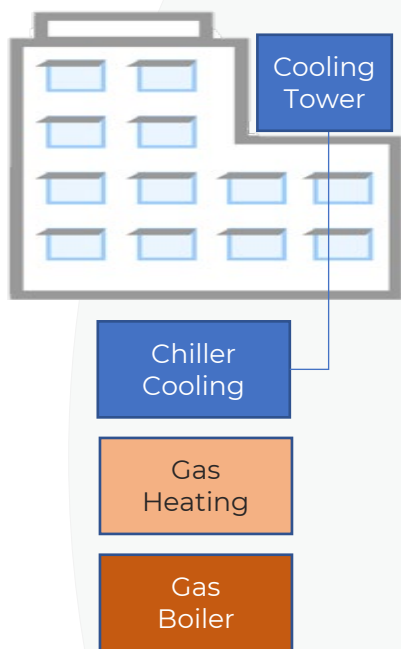 Cooling
Tower
Chiller
Cooling
Gas
Heating
Gas
Boiler